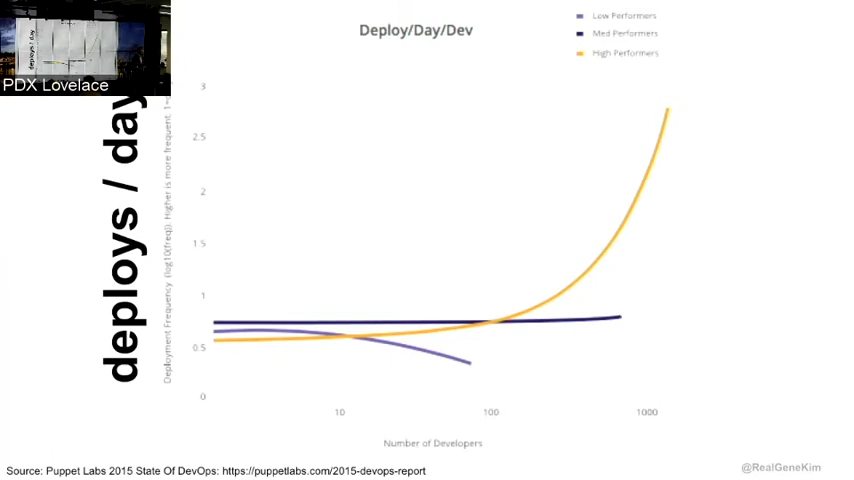 deploys / day
PDX Lovelace
Deploy/Day/Dev
Low Performers
Med Performers
High Performers
deploys / day
Deployment Frequency (log10(freq)). Higher is more frequent.
3
2.5
2
1.5
1
0.5
0
10
100
1000
Number of Developers
Source: Puppet Labs 2015 State Of DevOps: https://puppetlabs.com/2015-devops-report
@RealGeneKim